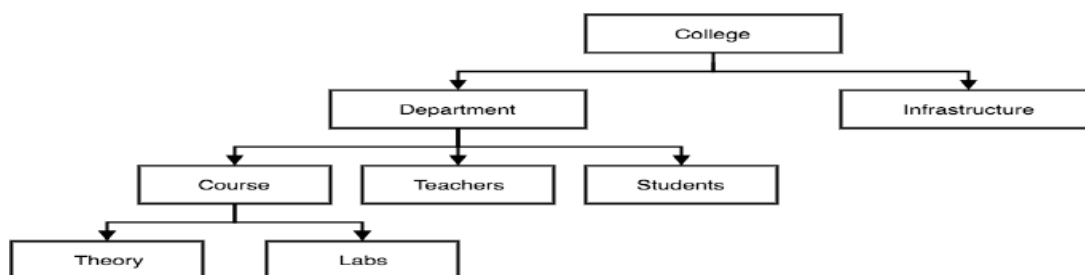 College
Department
Infrastructure
Course
Teachers
Students
Theory
Labs